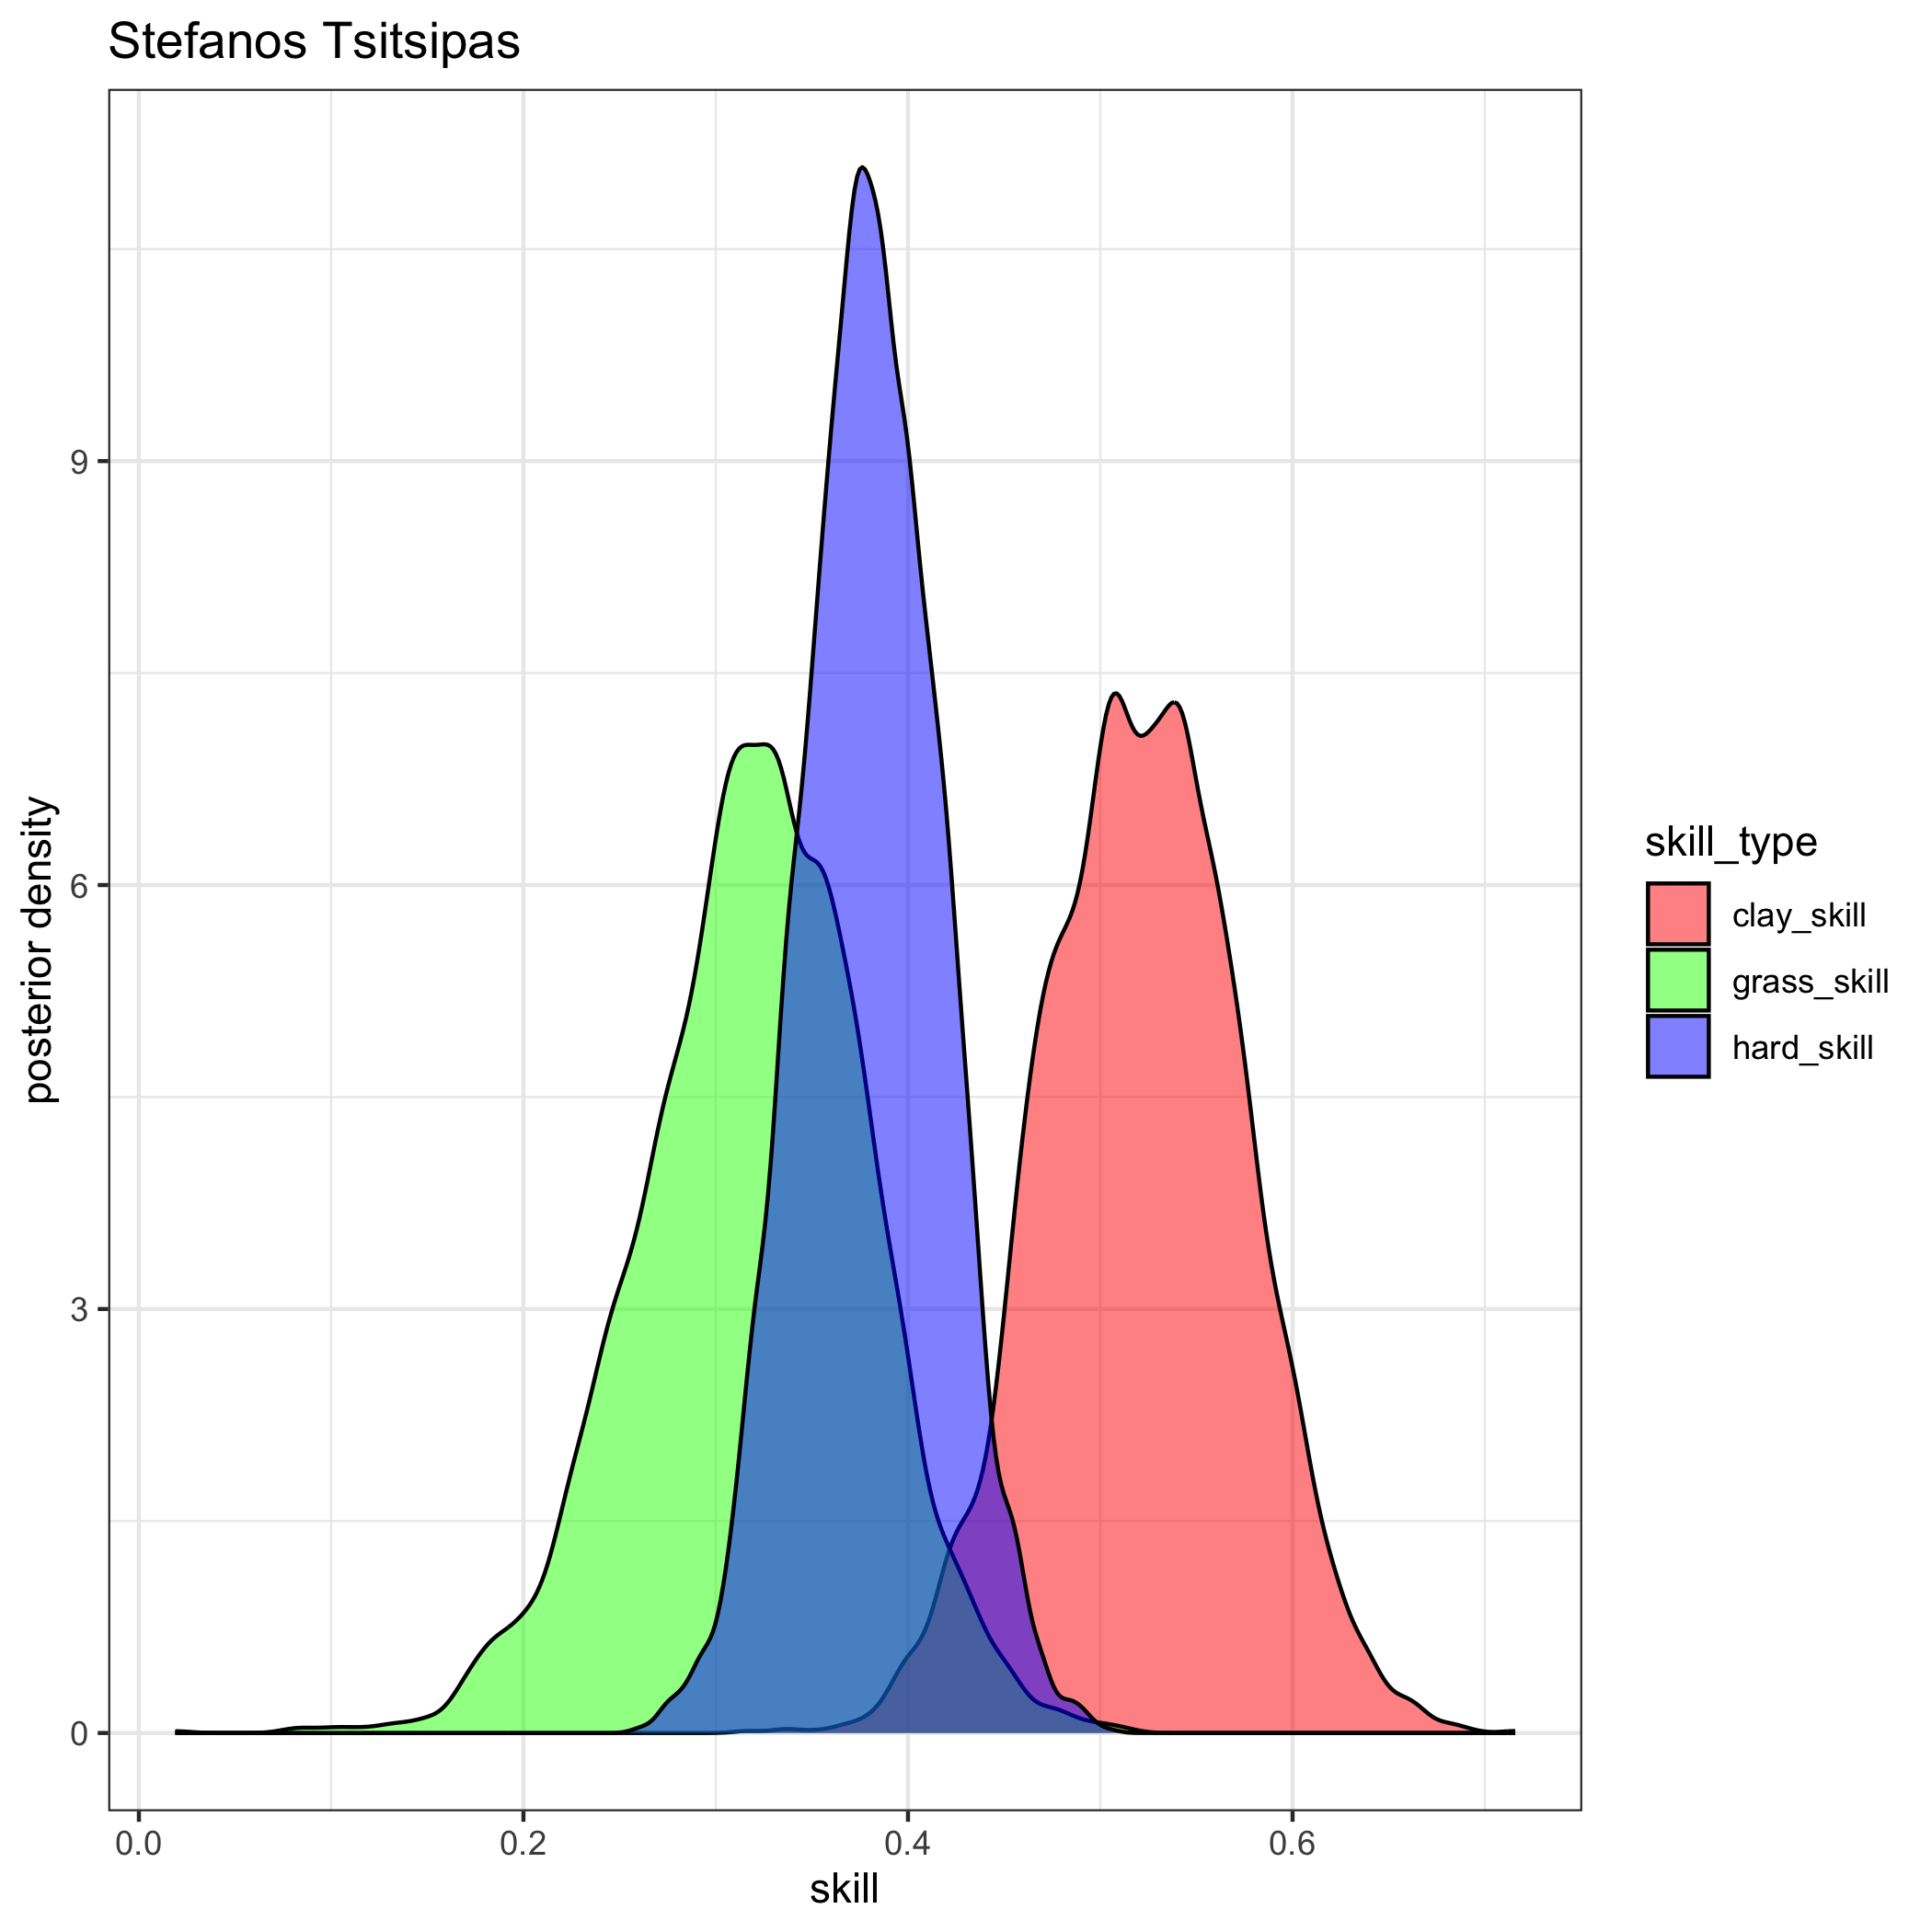 Stefanos Tsitsipas
posterior density
9
6
3
0
0.0 0.2 0.4 0.6
skill
skill_type
clay_skill
grass_skill
hard_skill